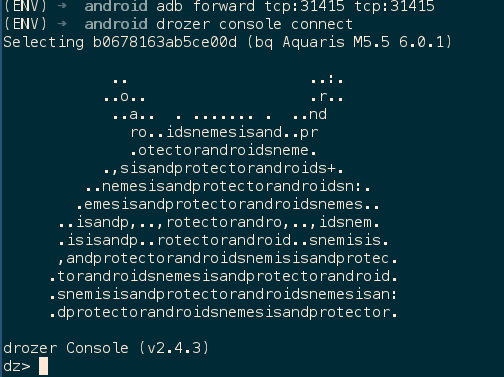 (ENV) ➜  android adb forward tcp:31415 tcp:31415
(ENV) ➜  android drozer console connect
Selecting b0678163ab5ce00d (bq Aquaris M5.5 6.0.1)
            ..                    ..:.
           ..o..                  .r..
            ..a..  . ....... .  ..nd
              ro..idsnemesisand..pr
              .otectorandroidsneme.
           .,sisandprotectorandroids+.
         ..nemesisandprotectorandroidsn:.
        .emesisandprotectorandroidsnemes..
      ..isandp,..,rotectorandro,..,idsnem.
      .isisandp..rotectorandroid..snemisis.
      ,andprotectorandroidsnemisisandprotec.
     .torandroidsnemesisandprotectorandroid.
     .snemisisandprotectorandroidsnemesisan:
     .dprotectorandroidsnemesisandprotector.
drozer Console (v2.4.3)
dz>